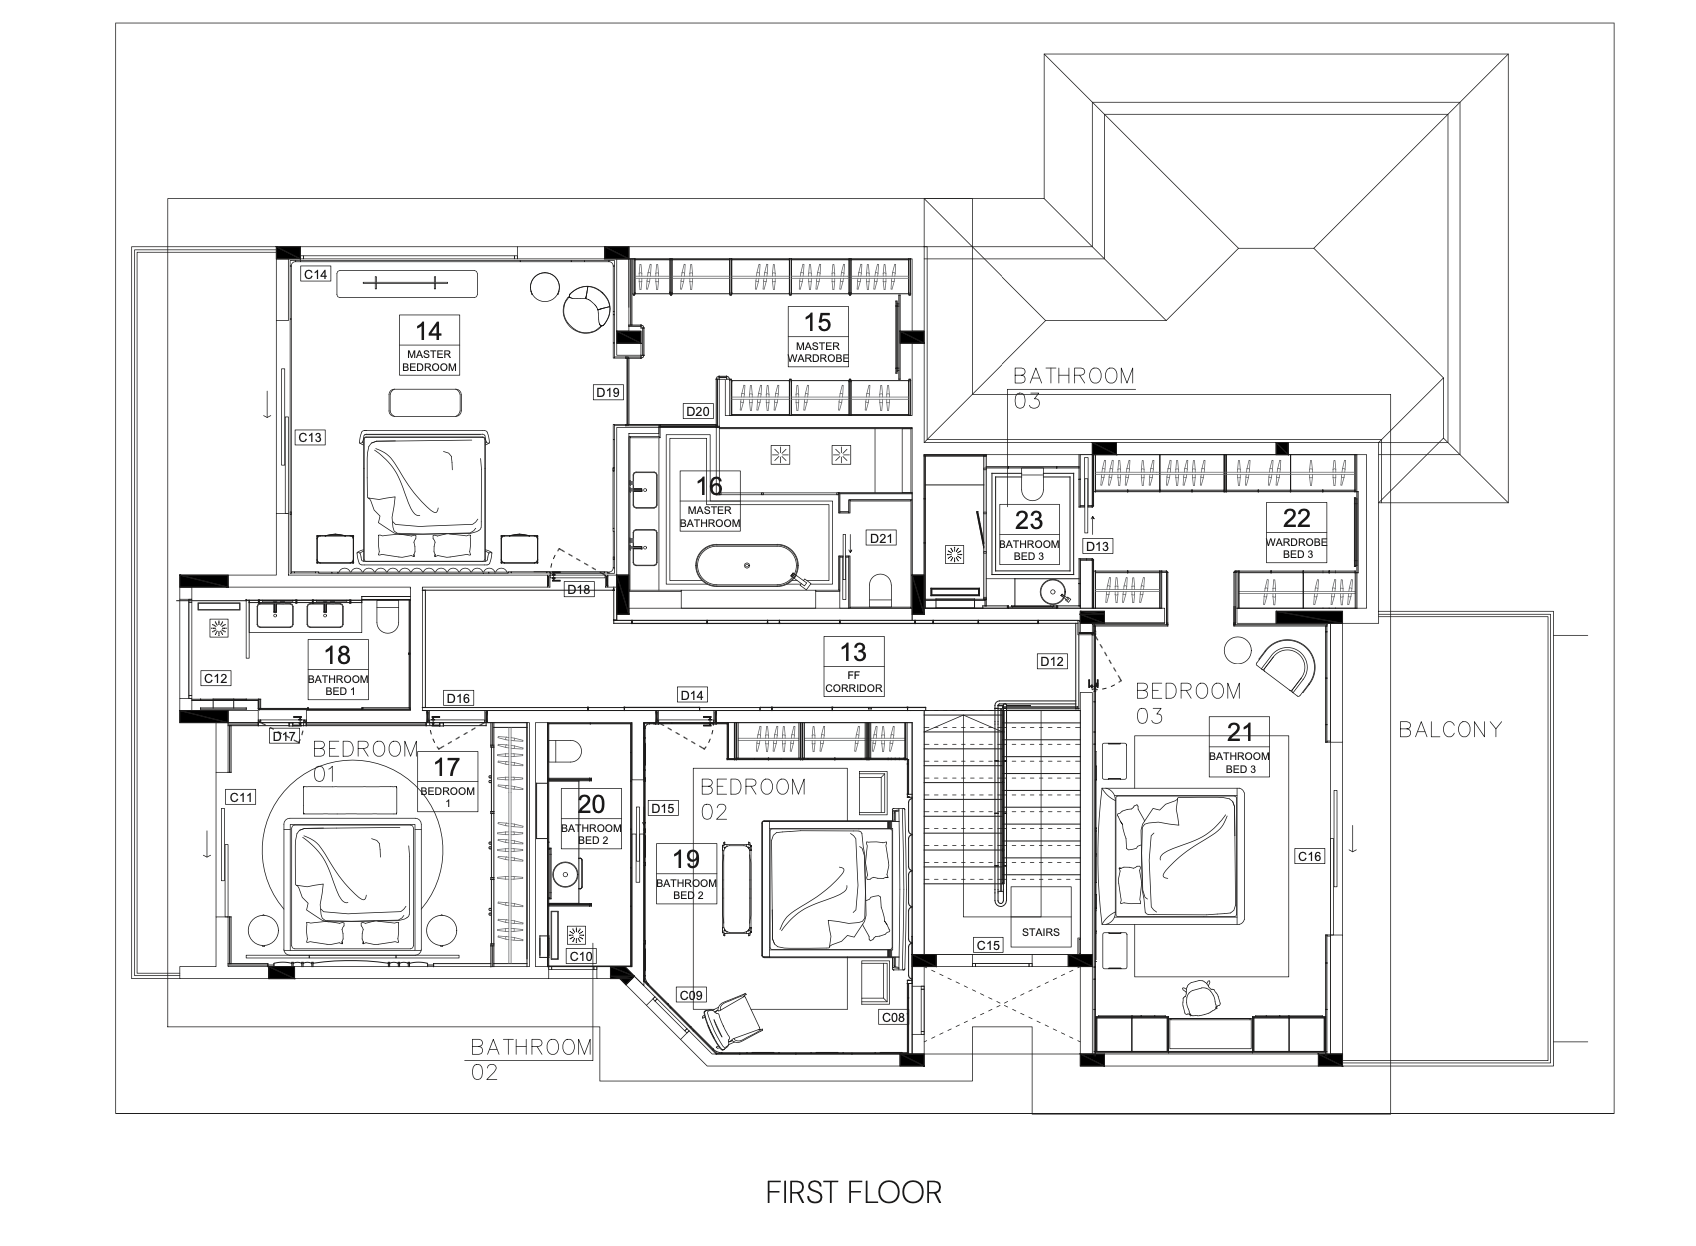 C14
14
MASTER
BEDROOM
15
MASTER
WARDROBE
D19
D20
C13
BATHROOM
03
16
MASTER
BATHROOM
D21
23
BATHROOM
BED 3
D13
22
WARDROBE
BED 3
D18
18
BATHROOM
BED 1
C12
13
FF
CORRIDOR
D12
D16
D14
BEDROOM
03
D17
BEDROOM
01
17
BEDROOM
1
21
BATHROOM
BED 3
BALCONY
C11
BEDROOM
02
20
BATHROOM
BED 2
D15
19
BATHROOM
BED 2
C16
STAIRS
C10
C15
C09
C08
BATHROOM
02
FIRST FLOOR